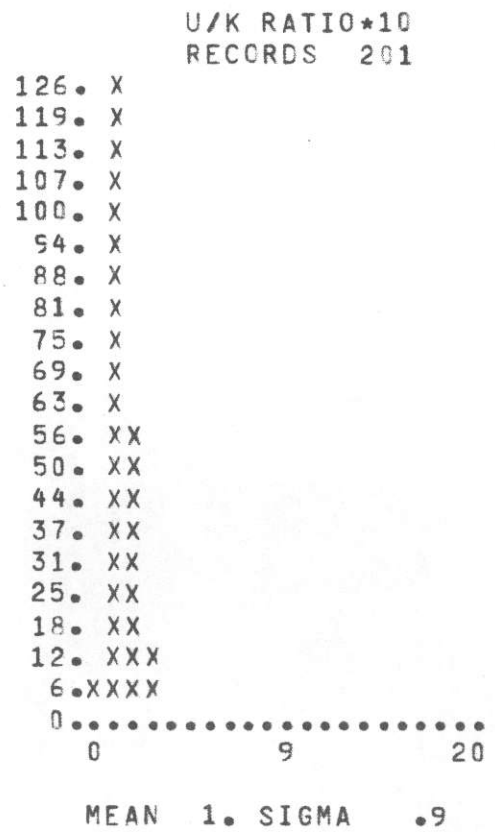 U/K RATIO*10
RECORDS 201
126. X
119. X
113. X
107. X
100. X
94. X
88. X
81. X
75. X
69. X
63. X
56. XX
50. XX
44. XX
37. XX
31. XX
25. XX
18. XX
12. XXX
6.XXXX
0......................
0 9 20
MEAN 1. SIGMA .9